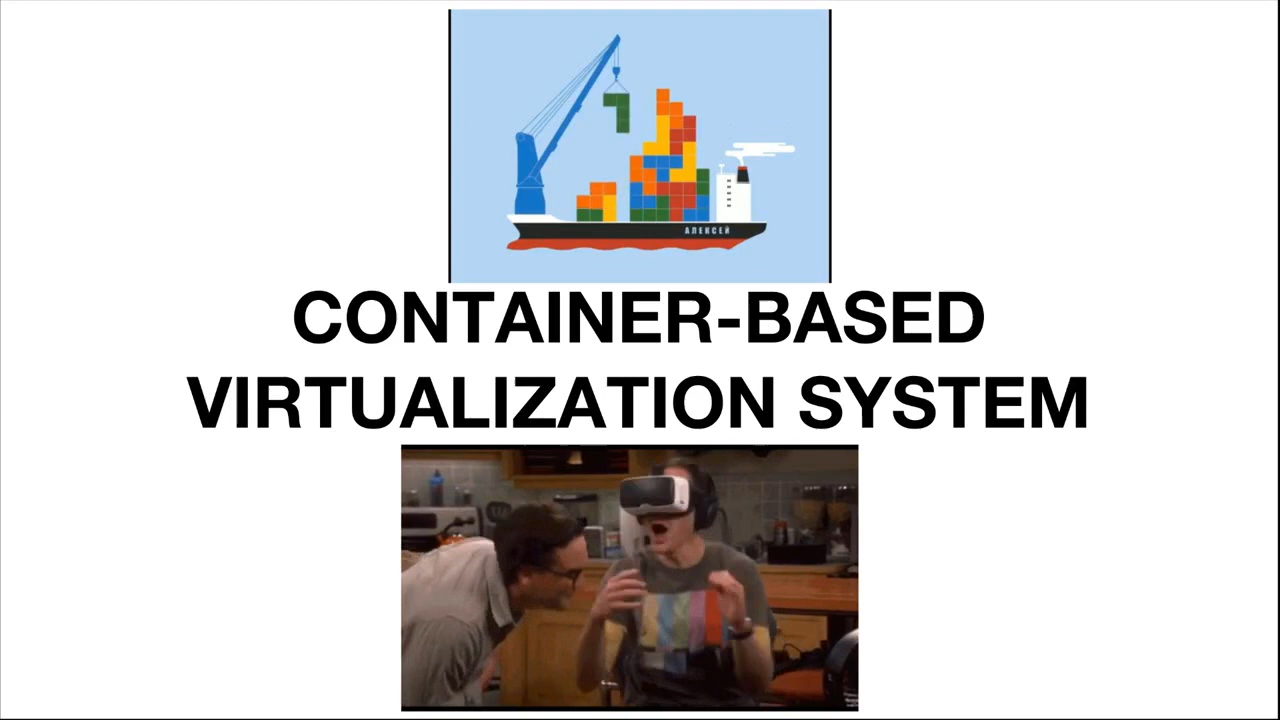 АЛЕКСЕЙ
CONTAINER-BASED
VIRTUALIZATION SYSTEM